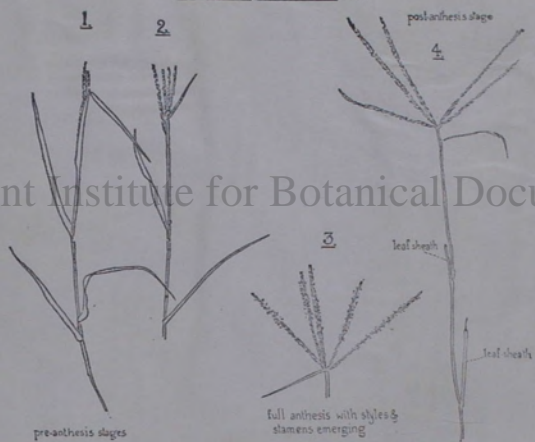 1.
2.
post-anthesis stage
4.
nt Institute for Botanical Docu
3.
leaf sheath
leaf sheath
full anthesis with styles &
stamens emerging
pre-anthesis stages